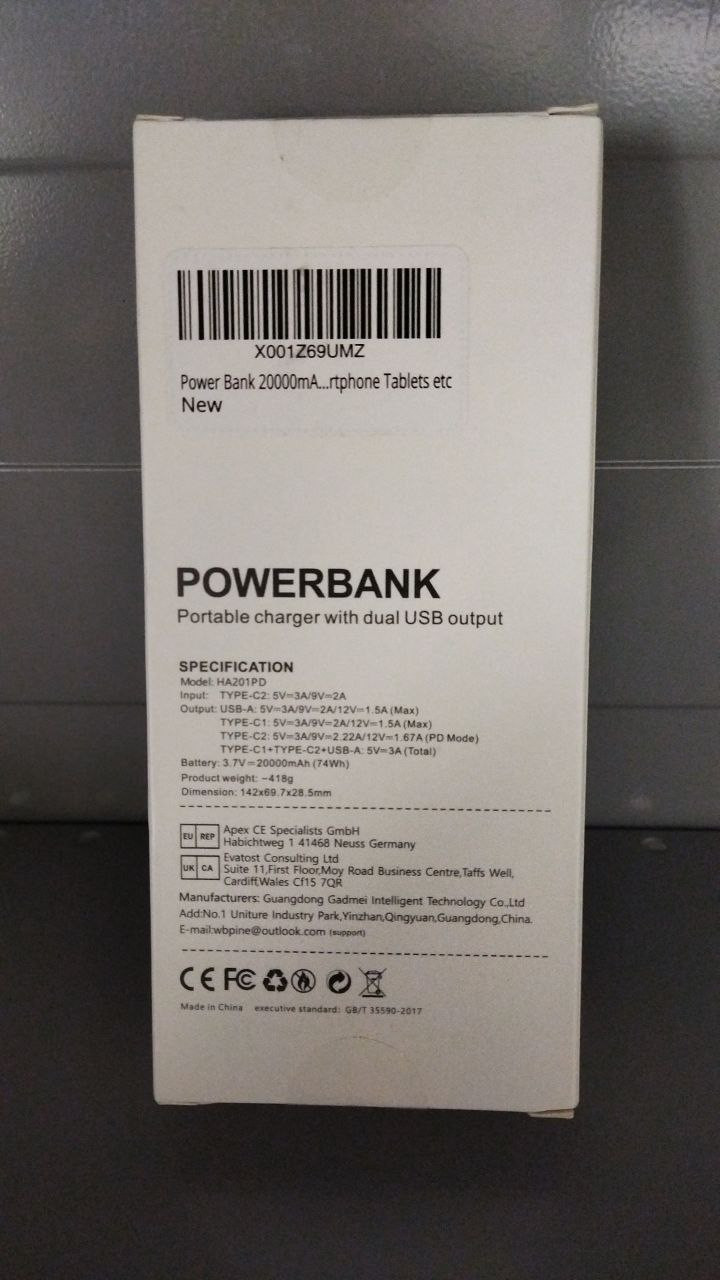 X001Z69UMZ
Power Bank 20000mA...rtphone Tablets etc
New
POWERBANK
Portable charger with dual USB output
SPECIFICATION
Model: HA201PD
Input: TYPE-C2: 5V=3A/9V=2A
Output: USB-A: 5V=3A/9V=2A/12V=1.5A (Max)
TYPE-C1: 5V=3A/9V=2A/12V=1.5A (Max)
TYPE-C2: 5V=3A/9V=2.22A/12V=1.67A (PD Mode)
TYPE-C1+TYPE-C2+USB-A: 5V=3A (Total)
Battery: 3.7V=20000mAh (74Wh)
Product weight: ~418g
Dimension: 142x69.7x28.5mm
EU REP Apex CE Specialists GmbH
Habichtweg 1 41468 Neuss Germany
UK CA Evatost Consulting Ltd
Suite 11,First Floor,Moy Road Business Centre,Taffs Well,
Cardiff,Wales Cf15 7QR
Manufacturers: Guangdong Gadmei Intelligent Technology Co.,Ltd
Add:No.1 Uniture Industry Park,Yinzhan,Qingyuan,Guangdong,China.
E-mail:wbpine@outlook.com (support)
CE FC
Made in China executive standard: GB/T 35590-2017